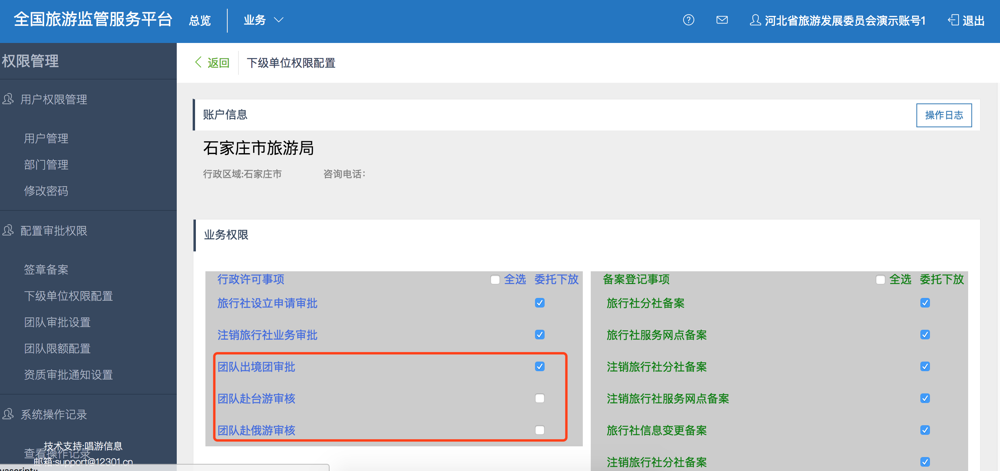 全国旅游监管服务平台 总览 业务 河北省旅游发展委员会演示账号1 退出
权限管理
用户权限管理
用户管理
部门管理
修改密码
配置审批权限
签章备案
下级单位权限配置
团队审批设置
团队限额配置
资质审批通知设置
系统操作记录
查看操作记录
技术支持:唱游信息
邮箱:support@12301.cn
返回 下级单位权限配置
账户信息 操作日志
石家庄市旅游局
行政区域:石家庄市 咨询电话：
业务权限
行政许可事项 全选 委托下放
旅行社设立申请审批
注销旅行社业务审批
团队出境团审批
团队赴台游审核
团队赴俄游审核
备案登记事项 全选 委托下放
旅行社分社备案
旅行社服务网点备案
注销旅行社分社备案
注销旅行社服务网点备案
旅行社信息变更备案
注销旅行社分社备案